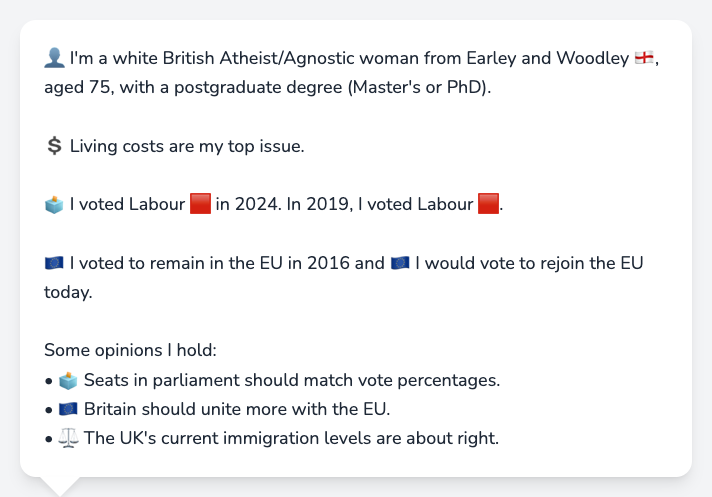 👤 I'm a white British Atheist/Agnostic woman from Earley and Woodley 🏴󠁧󠁢󠁥󠁮󠁧󠁿,
aged 75, with a postgraduate degree (Master's or PhD).
💲 Living costs are my top issue.
🗳️ I voted Labour 🟥 in 2024. In 2019, I voted Labour 🟥.
🇪🇺 I voted to remain in the EU in 2016 and 🇪🇺 I would vote to rejoin the EU
today.
Some opinions I hold:
• 🗳️ Seats in parliament should match vote percentages.
• 🇪🇺 Britain should unite more with the EU.
• ⚖️ The UK's current immigration levels are about right.